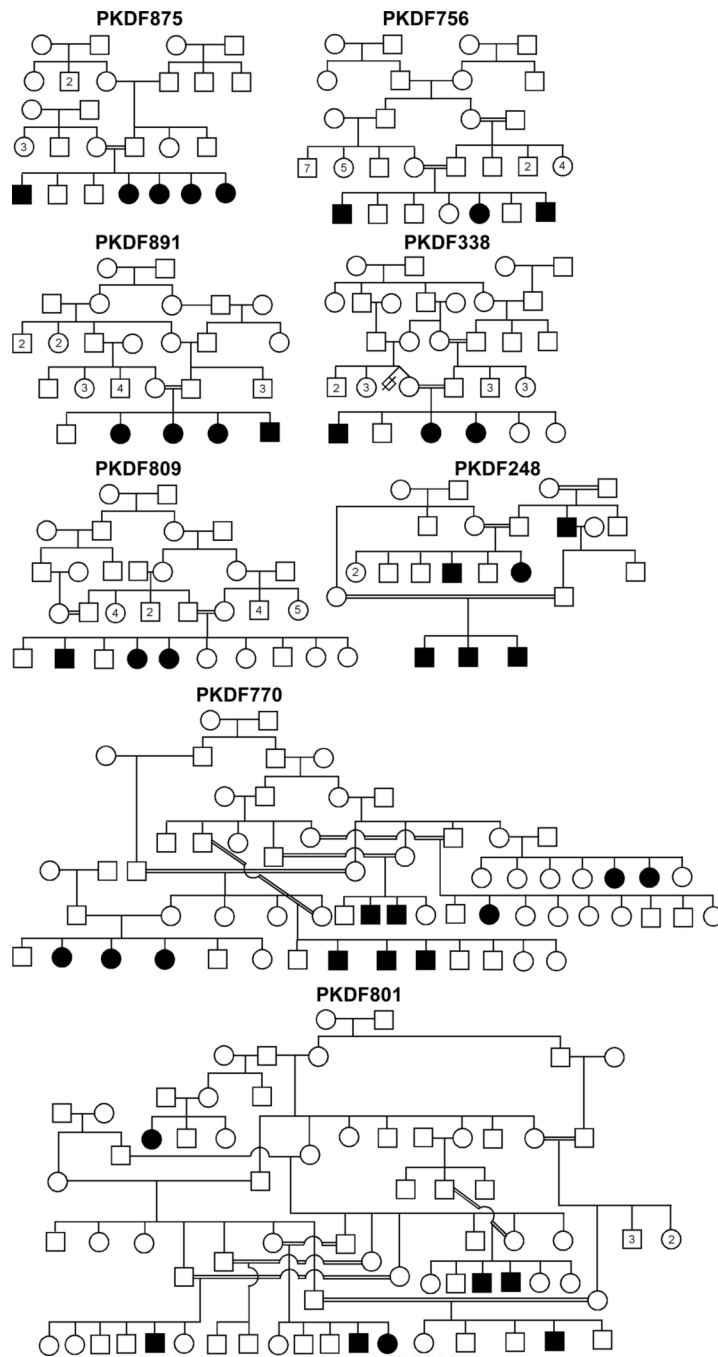 PKDF875 PKDF756
2
3
7 5 2 4
PKDF891 PKDF338
2 2
3 4 3 2 3 3 3
PKDF809 PKDF248
4 2 4 5 2
PKDF770
PKDF801
3 2